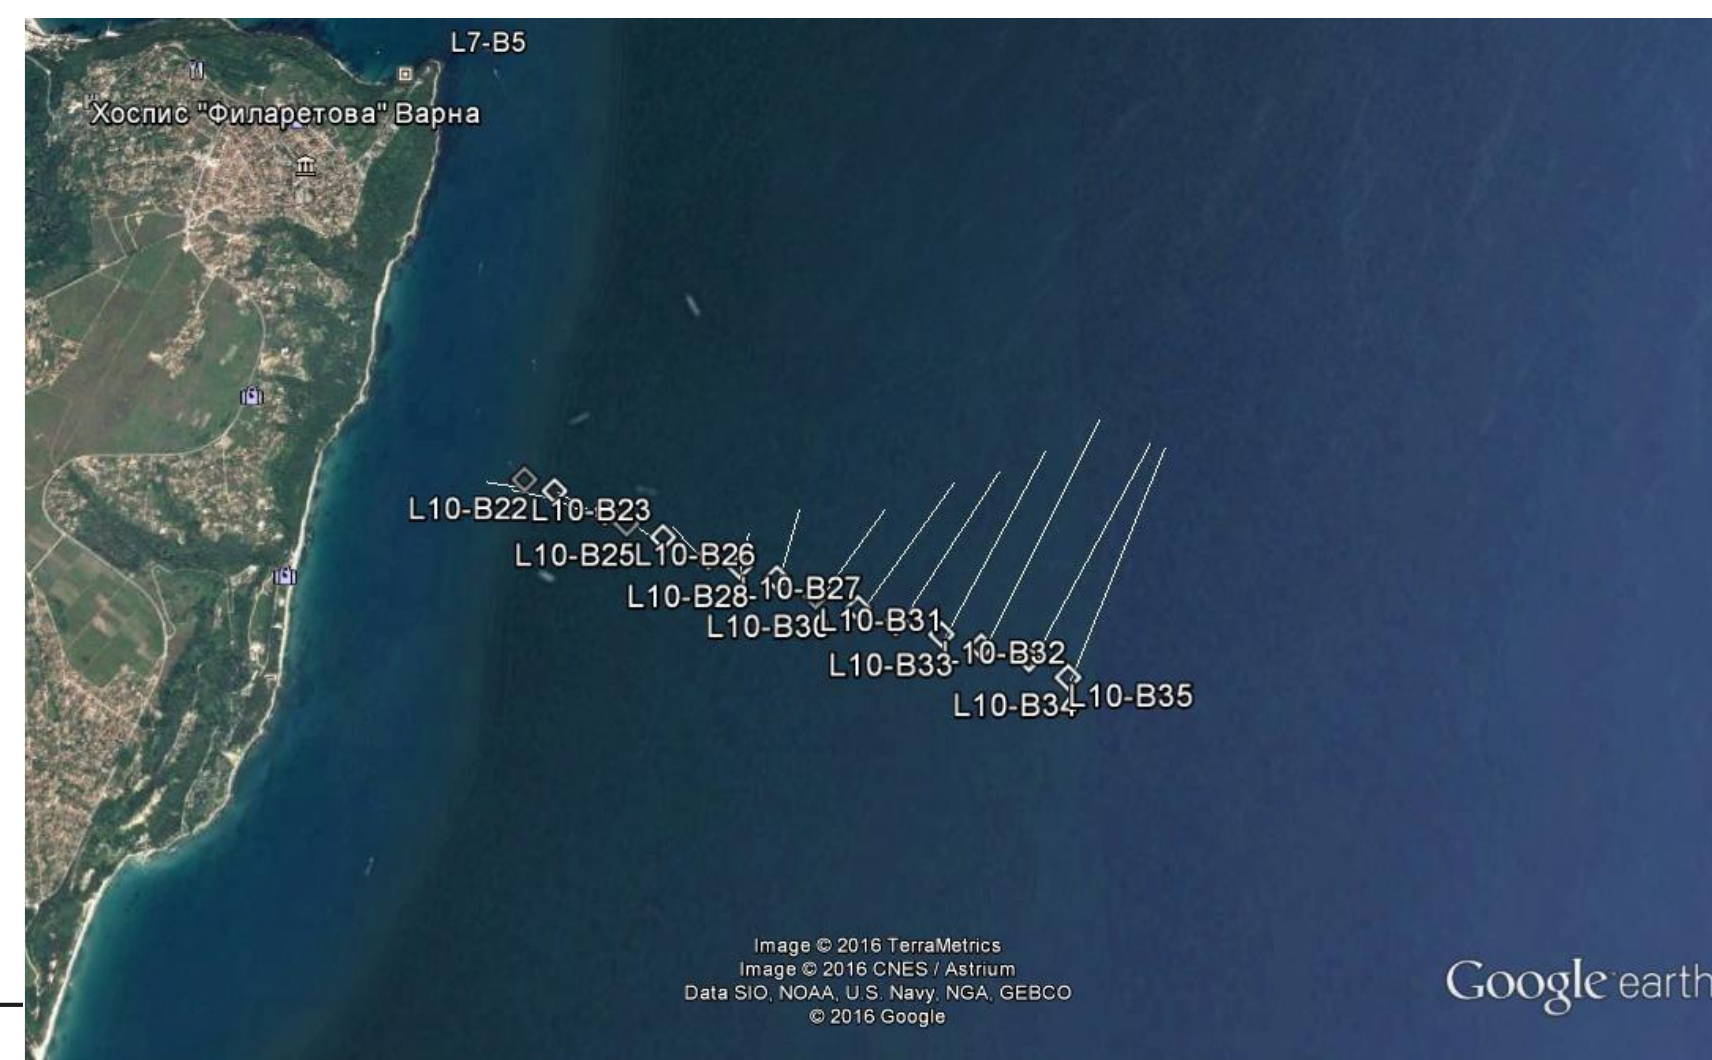 L7-B5
Хоспис "Филаретова" Варна
L10-B22
L10-B23
L10-B25
L10-B26
L10-B28
10-B27
L10-B30
L10-B31
L10-B33
10-B32
L10-B34
L10-B35
Image © 2016 TerraMetrics
Image © 2016 CNES / Astrium
Data SIO, NOAA, U.S. Navy, NGA, GEBCO
© 2016 Google
Google earth